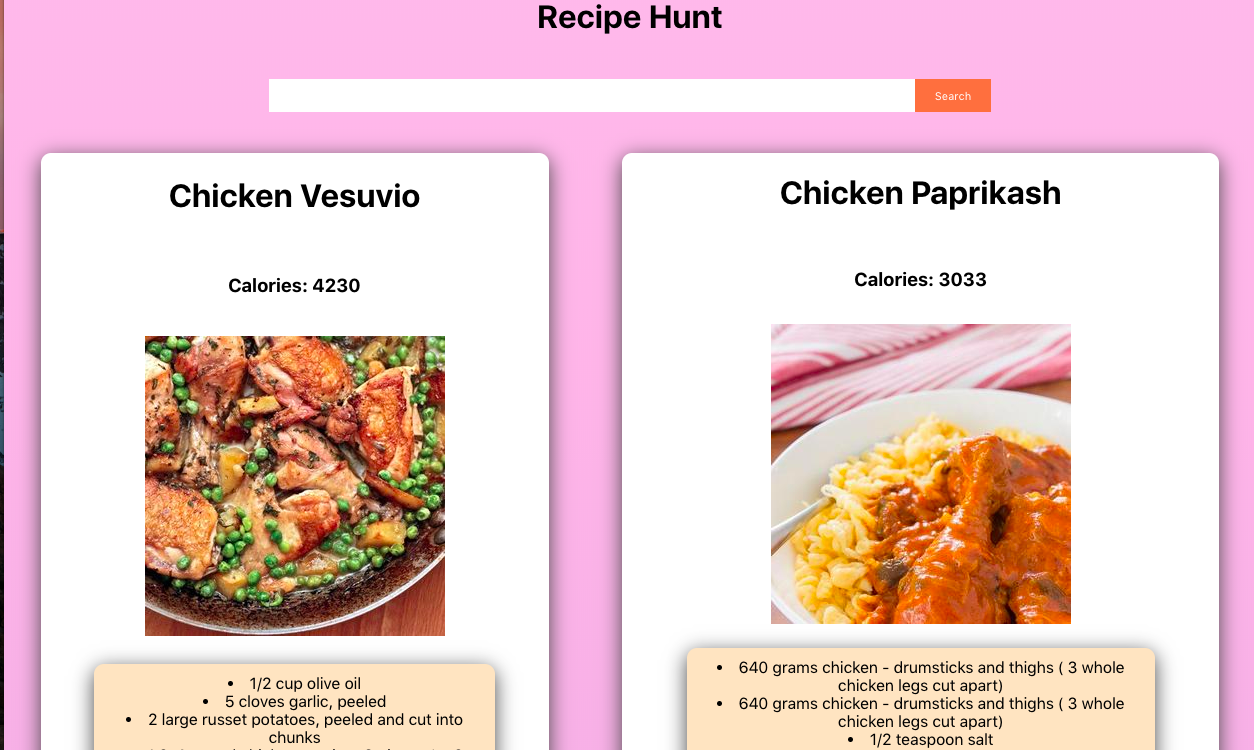 Recipe Hunt
Search
Chicken Vesuvio
Calories: 4230
• 1/2 cup olive oil
• 5 cloves garlic, peeled
• 2 large russet potatoes, peeled and cut into
chunks
Chicken Paprikash
Calories: 3033
• 640 grams chicken - drumsticks and thighs ( 3 whole
chicken legs cut apart)
• 640 grams chicken - drumsticks and thighs ( 3 whole
chicken legs cut apart)
• 1/2 teaspoon salt